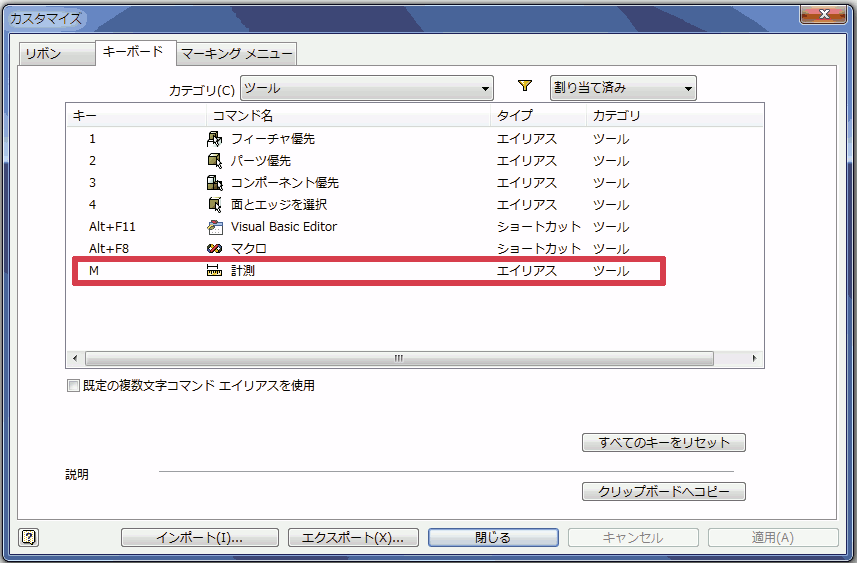 カスタマイズ
リボン キーボード マーキング メニュー
カテゴリ(C) ツール 割り当て済み
キー コマンド名 タイプ カテゴリ
1 フィーチャ優先 エイリアス ツール
2 パーツ優先 エイリアス ツール
3 コンポーネント優先 エイリアス ツール
4 面とエッジを選択 エイリアス ツール
Alt+F11 Visual Basic Editor ショートカット ツール
Alt+F8 マクロ ショートカット ツール
M 計測 エイリアス ツール
既定の複数文字コマンド エイリアスを使用
すべてのキーをリセット
説明
クリップボードへコピー
インポート(I)... エクスポート(X)... 閉じる キャンセル 適用(A)